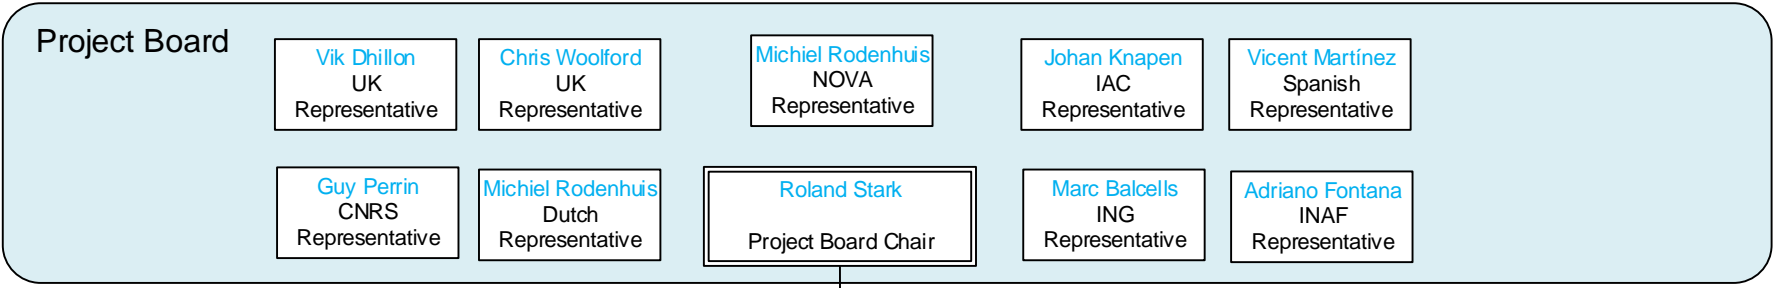 Project Board
Vik Dhillon
UK
Representative
Chris Woolford
UK
Representative
Michiel Rodenhuis
NOVA
Representative
Johan Knapen
IAC
Representative
Vicent Martínez
Spanish
Representative
Guy Perrin
CNRS
Representative
Michiel Rodenhuis
Dutch
Representative
Roland Stark
Project Board Chair
Marc Balcells
ING
Representative
Adriano Fontana
INAF
Representative